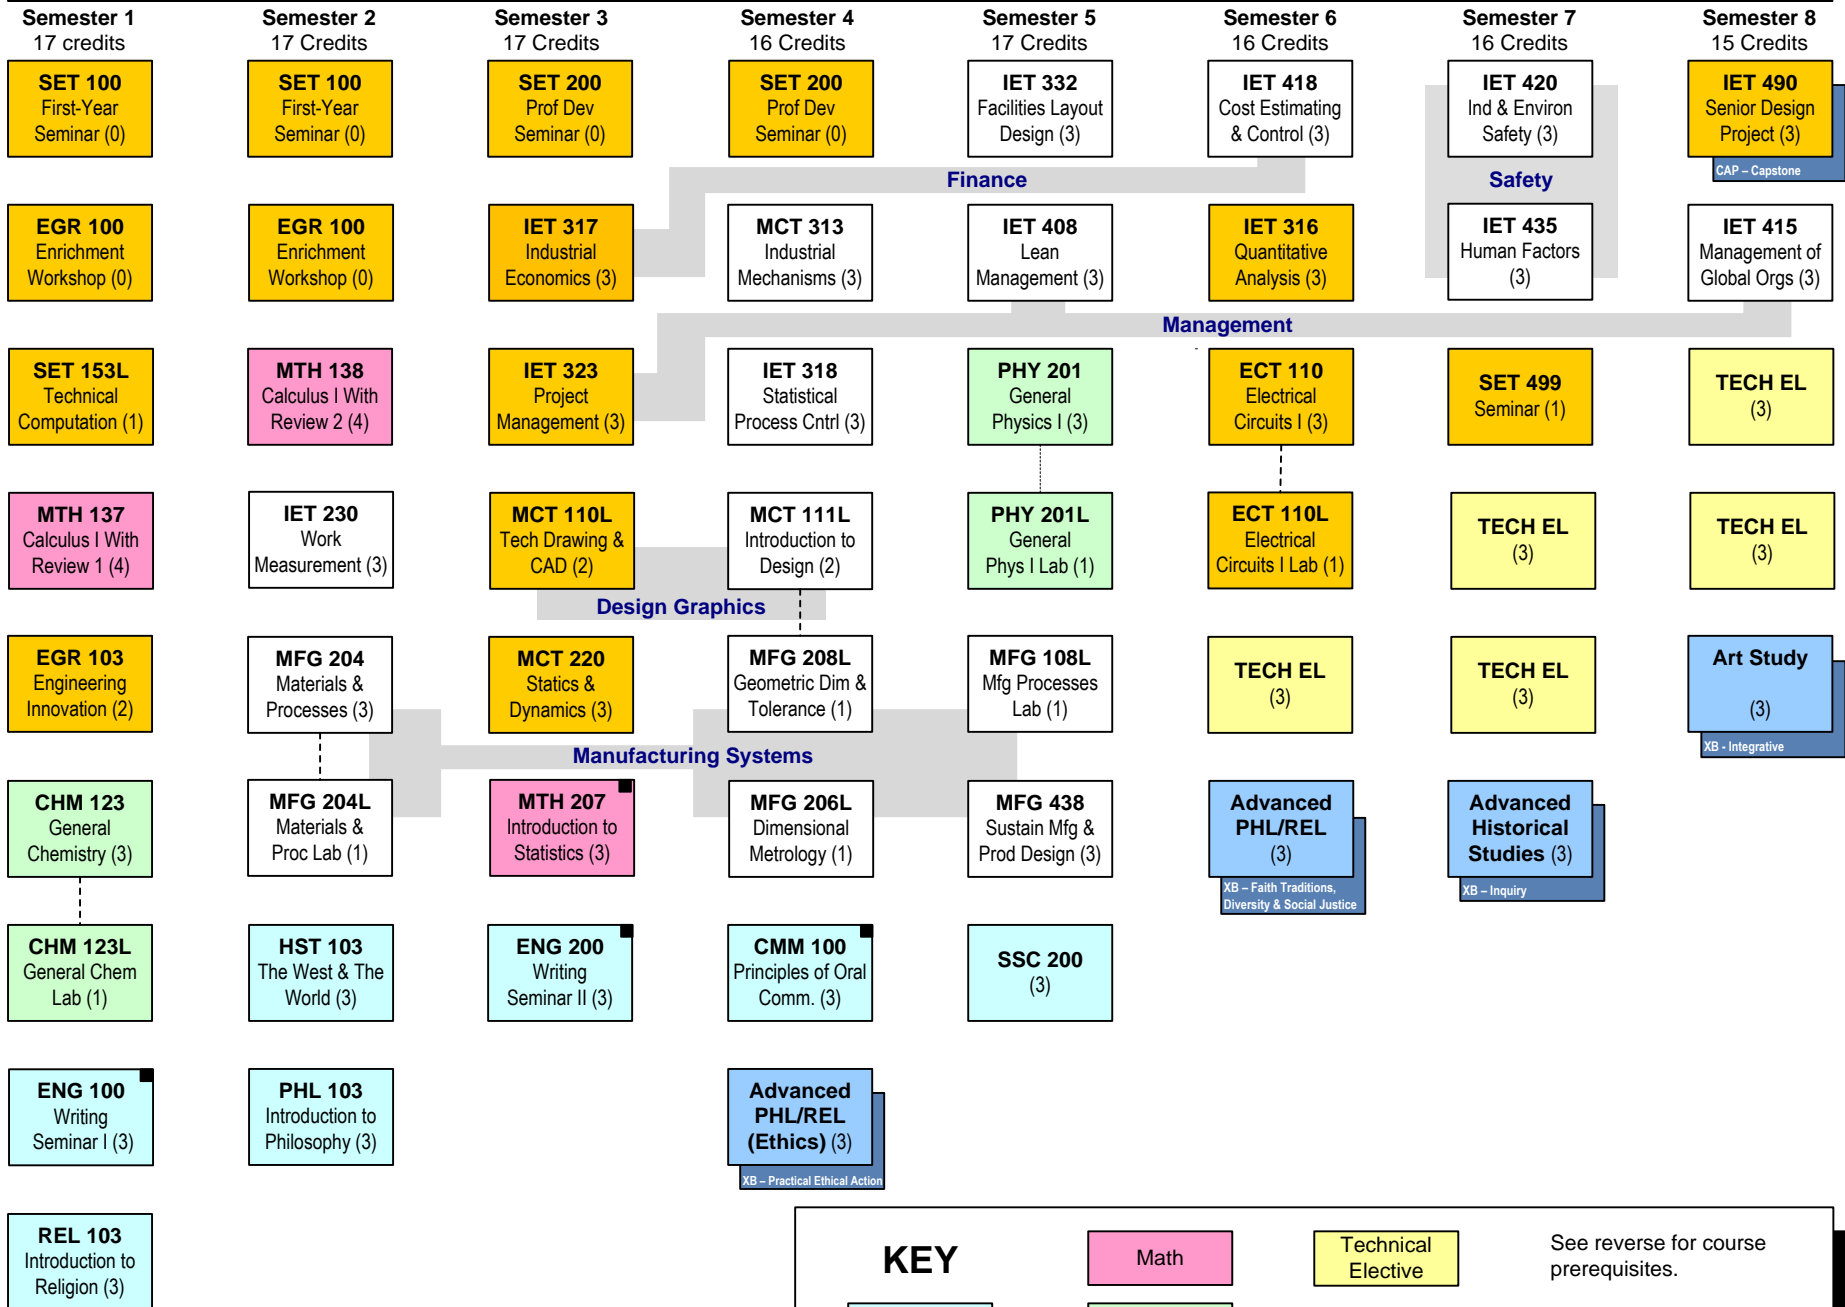 Semester 1
17 credits
Semester 2
17 Credits
Semester 3
17 Credits
Semester 4
16 Credits
Semester 5
17 Credits
Semester 6
16 Credits
Semester 7
16 Credits
Semester 8
15 Credits
SET 100
First-Year
Seminar (0)
SET 100
First-Year
Seminar (0)
SET 200
Prof Dev
Seminar (0)
SET 200
Prof Dev
Seminar (0)
IET 332
Facilities Layout
Design (3)
IET 418
Cost Estimating
& Control (3)
IET 420
Ind & Environ
Safety (3)
IET 490
Senior Design
Project (3)
CAP – Capstone
Finance
Safety
EGR 100
Enrichment
Workshop (0)
EGR 100
Enrichment
Workshop (0)
IET 317
Industrial
Economics (3)
MCT 313
Industrial
Mechanisms (3)
IET 408
Lean
Management (3)
IET 316
Quantitative
Analysis (3)
IET 435
Human Factors
(3)
IET 415
Management of
Global Orgs (3)
Management
SET 153L
Technical
Computation (1)
MTH 138
Calculus I With
Review 2 (4)
IET 323
Project
Management (3)
IET 318
Statistical
Process Cntrl (3)
PHY 201
General
Physics I (3)
ECT 110
Electrical
Circuits I (3)
SET 499
Seminar (1)
TECH EL
(3)
MTH 137
Calculus I With
Review 1 (4)
IET 230
Work
Measurement (3)
MCT 110L
Tech Drawing &
CAD (2)
MCT 111L
Introduction to
Design (2)
PHY 201L
General
Phys I Lab (1)
ECT 110L
Electrical
Circuits I Lab (1)
TECH EL
(3)
TECH EL
(3)
Design Graphics
EGR 103
Engineering
Innovation (2)
MFG 204
Materials &
Processes (3)
MCT 220
Statics &
Dynamics (3)
MFG 208L
Geometric Dim &
Tolerance (1)
MFG 108L
Mfg Processes
Lab (1)
TECH EL
(3)
TECH EL
(3)
Art Study
(3)
XB - Integrative
Manufacturing Systems
CHM 123
General
Chemistry (3)
MFG 204L
Materials &
Proc Lab (1)
MTH 207
Introduction to
Statistics (3)
MFG 206L
Dimensional
Metrology (1)
MFG 438
Sustain Mfg &
Prod Design (3)
Advanced
PHL/REL
(3)
XB – Faith Traditions,
Diversity & Social Justice
Advanced
Historical
Studies (3)
XB – Inquiry
CHM 123L
General Chem
Lab (1)
HST 103
The West & The
World (3)
ENG 200
Writing
Seminar II (3)
CMM 100
Principles of Oral
Comm. (3)
SSC 200
(3)
ENG 100
Writing
Seminar I (3)
PHL 103
Introduction to
Philosophy (3)
Advanced
PHL/REL
(Ethics) (3)
XB – Practical Ethical Action
REL 103
Introduction to
Religion (3)
KEY
Math
Technical
Elective
See reverse for course
prerequisites.